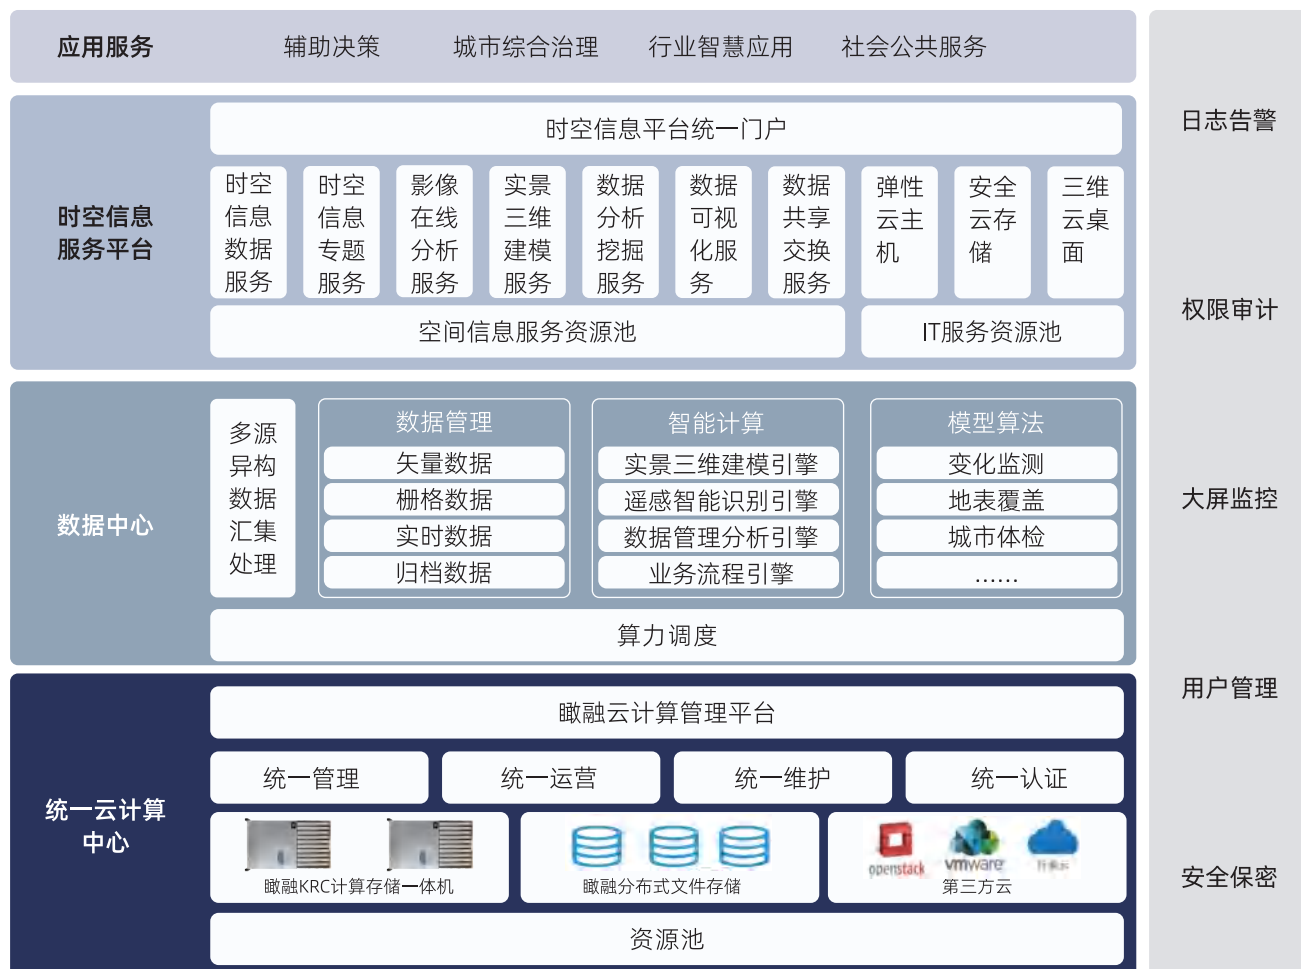 应用服务
辅助决策
城市综合治理
行业智慧应用
社会公共服务
时空信息
服务平台
时空信息平台统一门户
时空
信息
数据
服务
时空
信息
专题
服务
影像
在线
分析
服务
实景
三维
建模
服务
数据
分析
挖掘
服务
数据
可视
化服
务
数据
共享
交换
服务
弹性
云主
机
安全
云存
储
三维
云桌
面
空间信息服务资源池
IT服务资源池
数据中心
多源
异构
数据
汇集
处理
数据管理
矢量数据
栅格数据
实时数据
归档数据
智能计算
实景三维建模引擎
遥感智能识别引擎
数据管理分析引擎
业务流程引擎
模型算法
变化监测
地表覆盖
城市体检
……
算力调度
统一云计算
中心
瞰融云计算管理平台
统一管理
统一运营
统一维护
统一认证
瞰融KRC计算存储一体机
瞰融分布式文件存储
openstack
vmware
第三方云
资源池
日志告警
权限审计
大屏监控
用户管理
安全保密